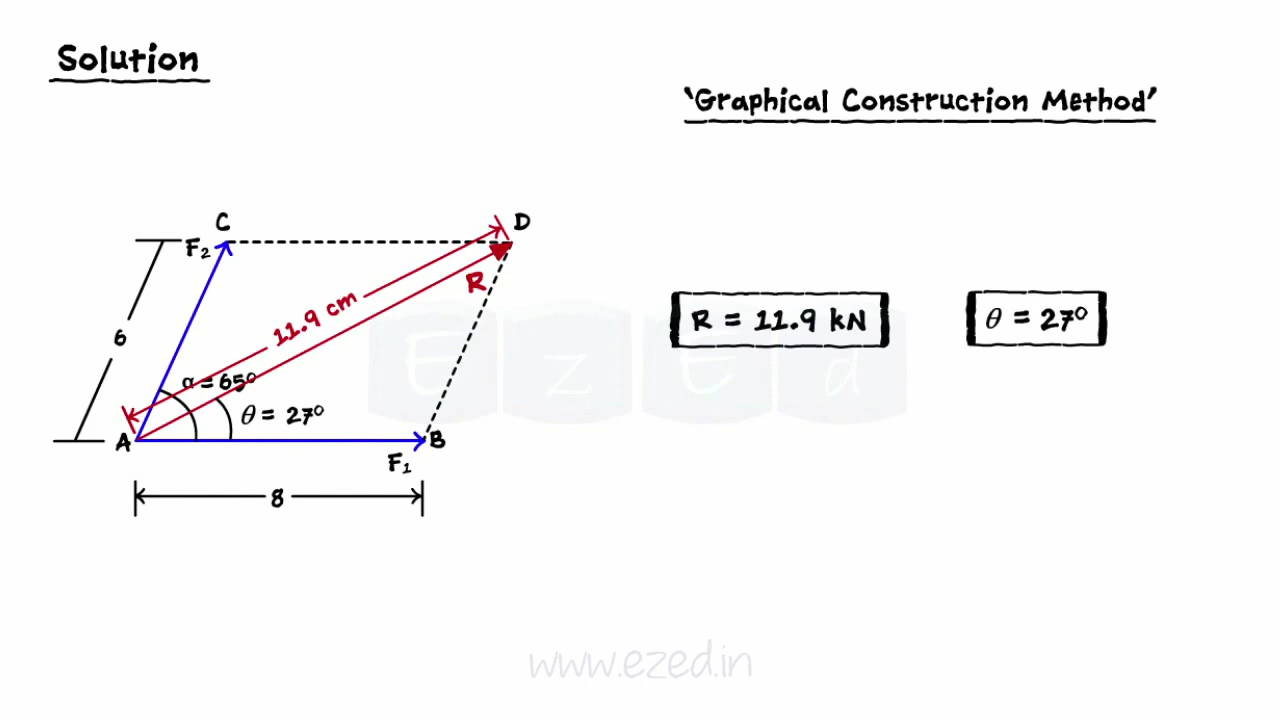 Solution
‘Graphical Construction Method’
C
D
F₂
R
11.9 cm
6
R = 11.9 kN
θ = 27°
α = 65°
θ = 27°
A
B
F₁
8
Ezed
www.ezed.in